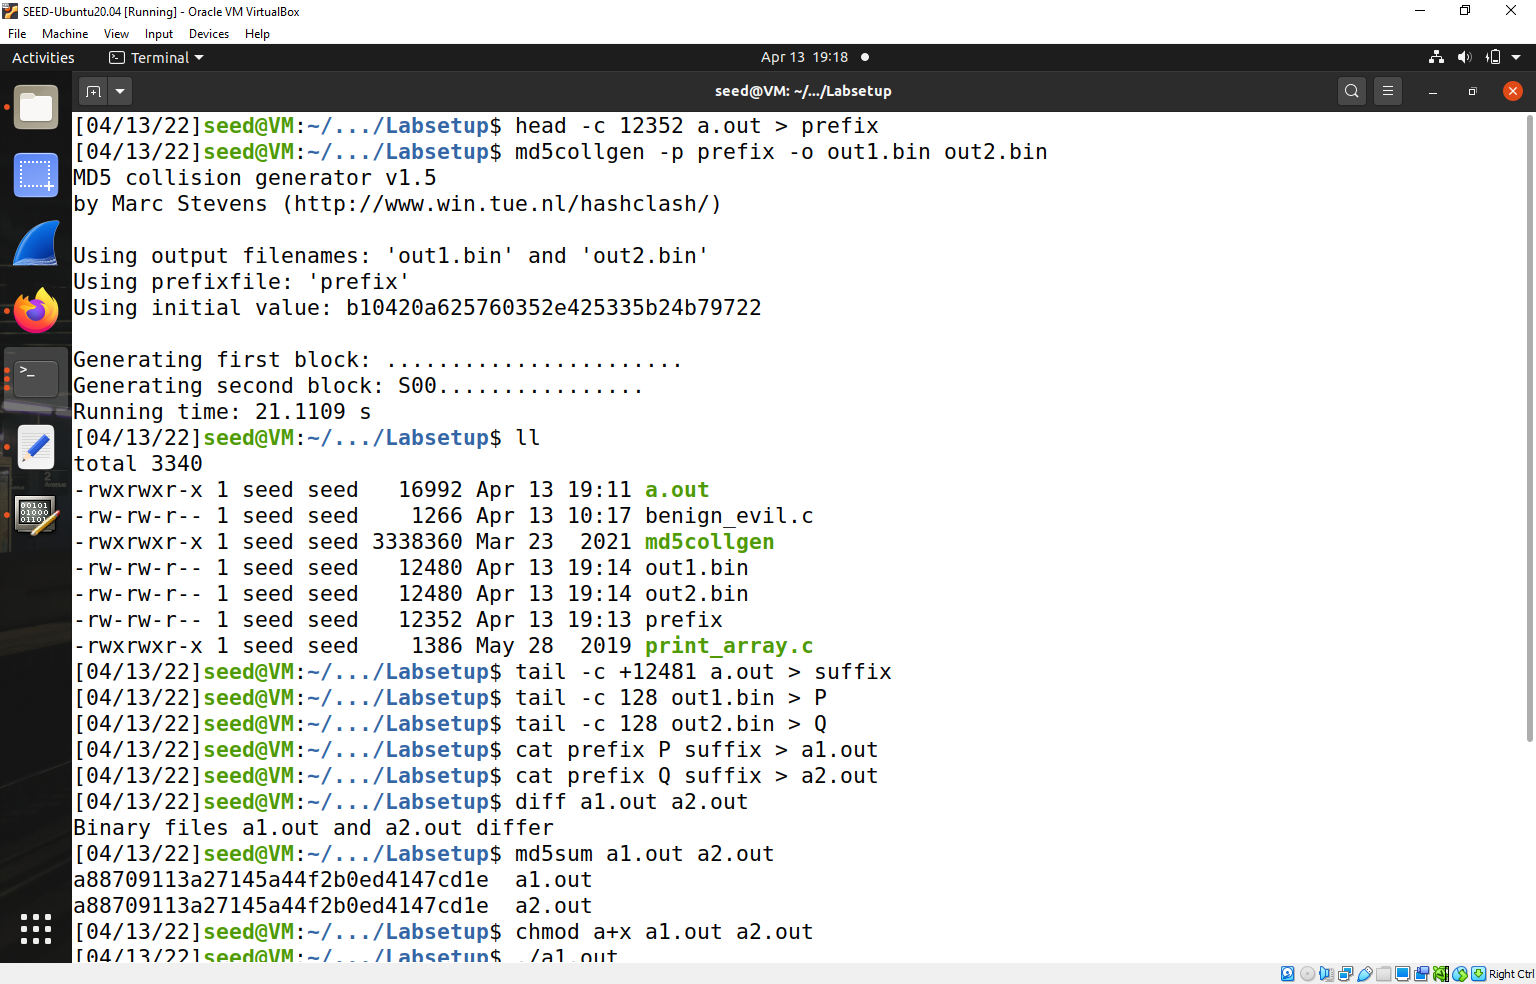 SEED-Ubuntu20.04 [Running] - Oracle VM VirtualBox
File Machine View Input Devices Help
Activities Terminal Apr 13 19:18
seed@VM: ~/.../Labsetup
[04/13/22]seed@VM:~/.../Labsetup$ head -c 12352 a.out > prefix
[04/13/22]seed@VM:~/.../Labsetup$ md5collgen -p prefix -o out1.bin out2.bin
MD5 collision generator v1.5
by Marc Stevens (http://www.win.tue.nl/hashclash/)
Using output filenames: 'out1.bin' and 'out2.bin'
Using prefixfile: 'prefix'
Using initial value: b10420a625760352e425335b24b79722
Generating first block: .......................
Generating second block: S00................
Running time: 21.1109 s
[04/13/22]seed@VM:~/.../Labsetup$ ll
total 3340
-rwxrwxr-x 1 seed seed   16992 Apr 13 19:11 a.out
-rw-rw-r-- 1 seed seed    1266 Apr 13 10:17 benign_evil.c
-rwxrwxr-x 1 seed seed 3338360 Mar 23  2021 md5collgen
-rw-rw-r-- 1 seed seed   12480 Apr 13 19:14 out1.bin
-rw-rw-r-- 1 seed seed   12480 Apr 13 19:14 out2.bin
-rw-rw-r-- 1 seed seed   12352 Apr 13 19:13 prefix
-rwxrwxr-x 1 seed seed    1386 May 28  2019 print_array.c
[04/13/22]seed@VM:~/.../Labsetup$ tail -c +12481 a.out > suffix
[04/13/22]seed@VM:~/.../Labsetup$ tail -c 128 out1.bin > P
[04/13/22]seed@VM:~/.../Labsetup$ tail -c 128 out2.bin > Q
[04/13/22]seed@VM:~/.../Labsetup$ cat prefix P suffix > a1.out
[04/13/22]seed@VM:~/.../Labsetup$ cat prefix Q suffix > a2.out
[04/13/22]seed@VM:~/.../Labsetup$ diff a1.out a2.out
Binary files a1.out and a2.out differ
[04/13/22]seed@VM:~/.../Labsetup$ md5sum a1.out a2.out
a88709113a27145a44f2b0ed4147cd1e  a1.out
a88709113a27145a44f2b0ed4147cd1e  a2.out
[04/13/22]seed@VM:~/.../Labsetup$ chmod a+x a1.out a2.out
[04/13/22]seed@VM:~/.../Labsetup$ ./a1.out
Right Ctrl